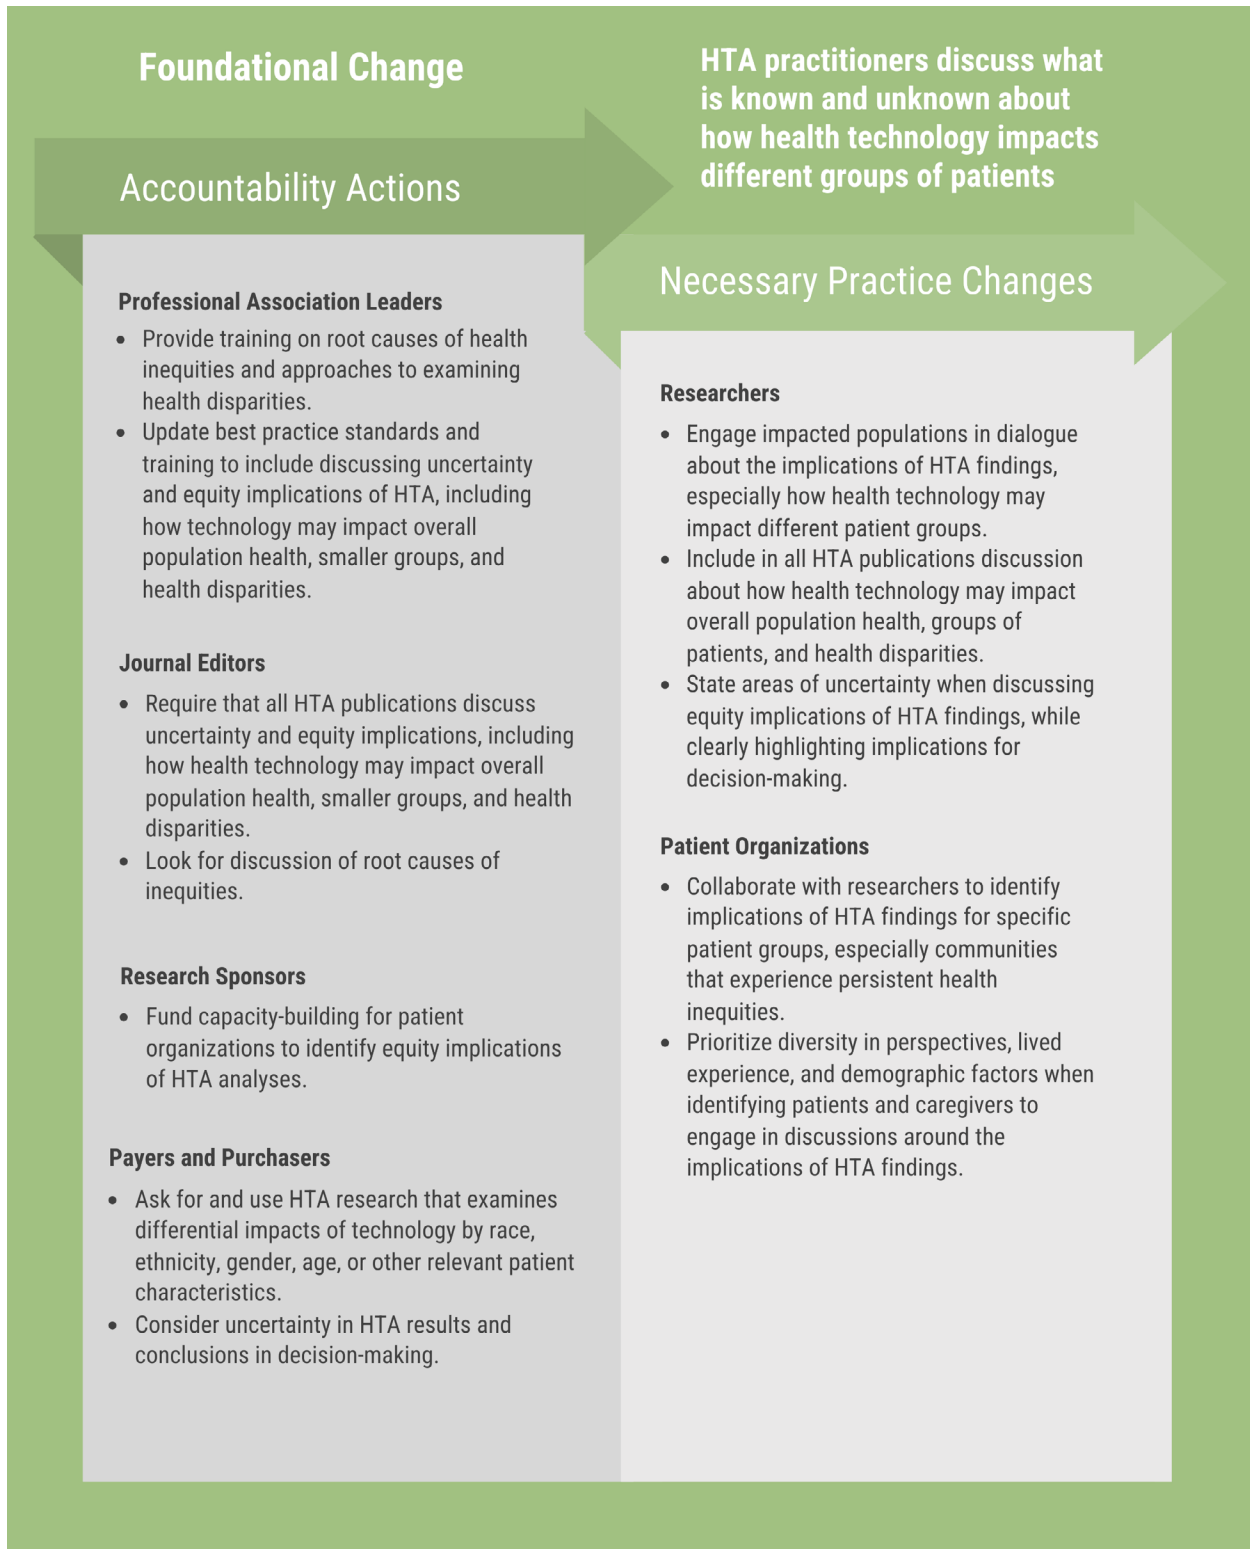 Foundational Change
HTA practitioners discuss what
is known and unknown about
how health technology impacts
different groups of patients
Accountability Actions
Necessary Practice Changes
Professional Association Leaders
• Provide training on root causes of health
inequities and approaches to examining
health disparities.
• Update best practice standards and
training to include discussing uncertainty
and equity implications of HTA, including
how technology may impact overall
population health, smaller groups, and
health disparities.
Journal Editors
• Require that all HTA publications discuss
uncertainty and equity implications, including
how health technology may impact overall
population health, smaller groups, and health
disparities.
• Look for discussion of root causes of
inequities.
Research Sponsors
• Fund capacity-building for patient
organizations to identify equity implications
of HTA analyses.
Payers and Purchasers
• Ask for and use HTA research that examines
differential impacts of technology by race,
ethnicity, gender, age, or other relevant patient
characteristics.
• Consider uncertainty in HTA results and
conclusions in decision-making.
Researchers
• Engage impacted populations in dialogue
about the implications of HTA findings,
especially how health technology may
impact different patient groups.
• Include in all HTA publications discussion
about how health technology may impact
overall population health, groups of
patients, and health disparities.
• State areas of uncertainty when discussing
equity implications of HTA findings, while
clearly highlighting implications for
decision-making.
Patient Organizations
• Collaborate with researchers to identify
implications of HTA findings for specific
patient groups, especially communities
that experience persistent health
inequities.
• Prioritize diversity in perspectives, lived
experience, and demographic factors when
identifying patients and caregivers to
engage in discussions around the
implications of HTA findings.